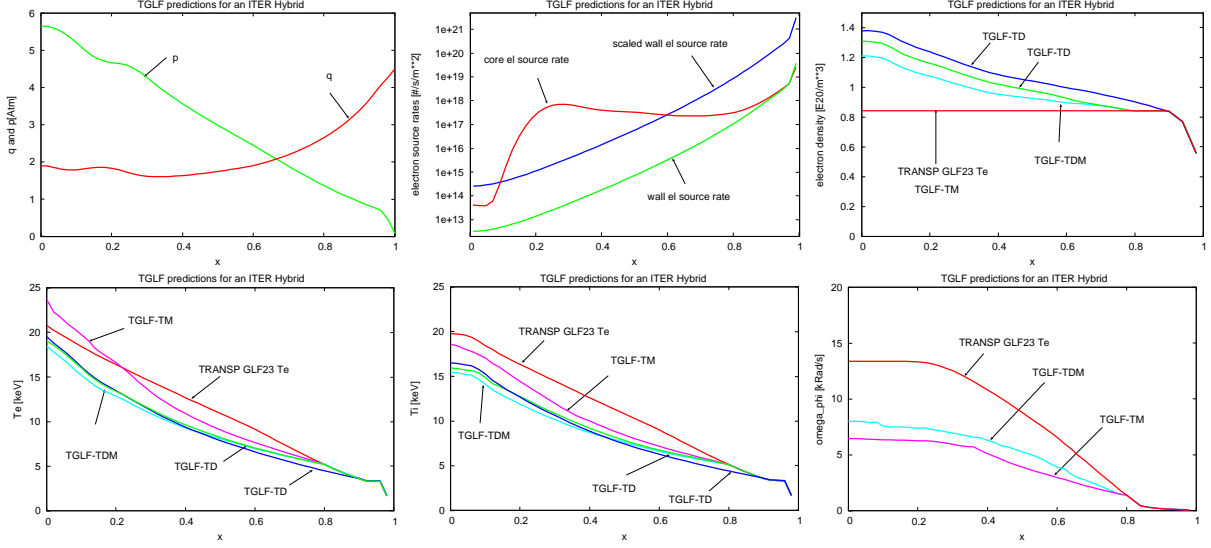 TGLF predictions for an ITER Hybrid
6
5
4
3
2
1
0
0
0.2
0.4
0.6
0.8
1
q and p[Atm]
x
p
q
TGLF predictions for an ITER Hybrid
1e+21
1e+20
1e+19
1e+18
1e+17
1e+16
1e+15
1e+14
1e+13
0
0.2
0.4
0.6
0.8
1
electron source rates [#/s/m**2]
x
scaled wall el source rate
core el source rate
wall el source rate
TGLF predictions for an ITER Hybrid
1.4
1.2
1
0.8
0.6
0.4
0.2
0
0
0.2
0.4
0.6
0.8
1
electron density [E20/m**3]
x
TGLF-TD
TGLF-TD
TGLF-TDM
TRANSP GLF23 Te
TGLF-TM
TGLF predictions for an ITER Hybrid
25
20
15
10
5
0
0
0.2
0.4
0.6
0.8
1
Te [keV]
x
TGLF-TM
TRANSP GLF23 Te
TGLF-TDM
TGLF-TD
TGLF-TD
TGLF predictions for an ITER Hybrid
25
20
15
10
5
0
0
0.2
0.4
0.6
0.8
1
Ti [keV]
x
TRANSP GLF23 Te
TGLF-TM
TGLF-TDM
TGLF-TD
TGLF-TD
TGLF predictions for an ITER Hybrid
20
15
10
5
0
0
0.2
0.4
0.6
0.8
1
omega_phi [kRad/s]
x
TRANSP GLF23 Te
TGLF-TDM
TGLF-TM